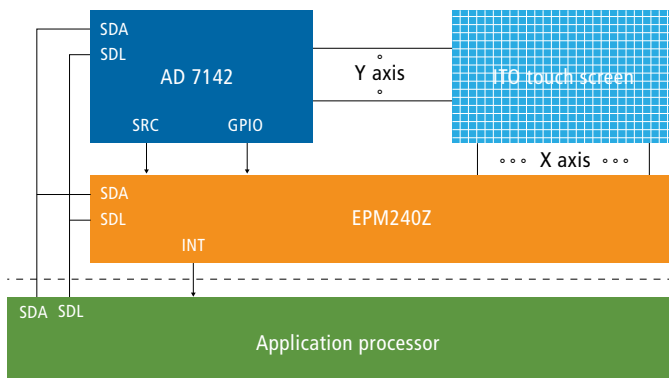 SDA
SDL
AD 7142
Y axis
ITO touch screen
SRC
GPIO
X axis
SDA
SDL
EPM240Z
INT
SDA
SDL
Application processor